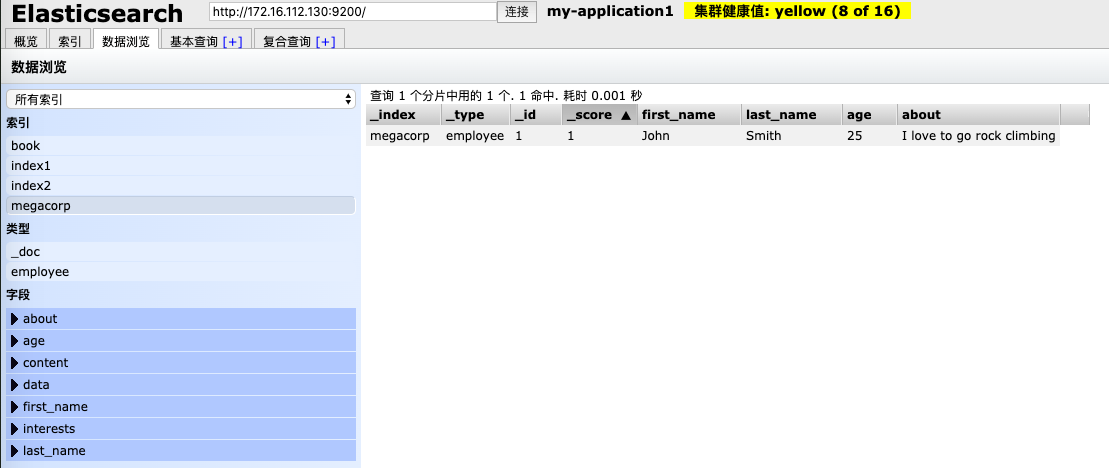 Elasticsearch http://172.16.112.130:9200/ 连接 my-application1 集群健康值: yellow (8 of 16)
概览 索引 数据浏览 基本查询 [+] 复合查询 [+]
数据浏览
所有索引
索引
book
index1
index2
megacorp
类型
_doc
employee
字段
about
age
content
data
first_name
interests
last_name
查询 1 个分片中用的 1 个. 1 命中. 耗时 0.001 秒
_index _type _id _score ▲ first_name last_name age about
megacorp employee 1 1 John Smith 25 I love to go rock climbing